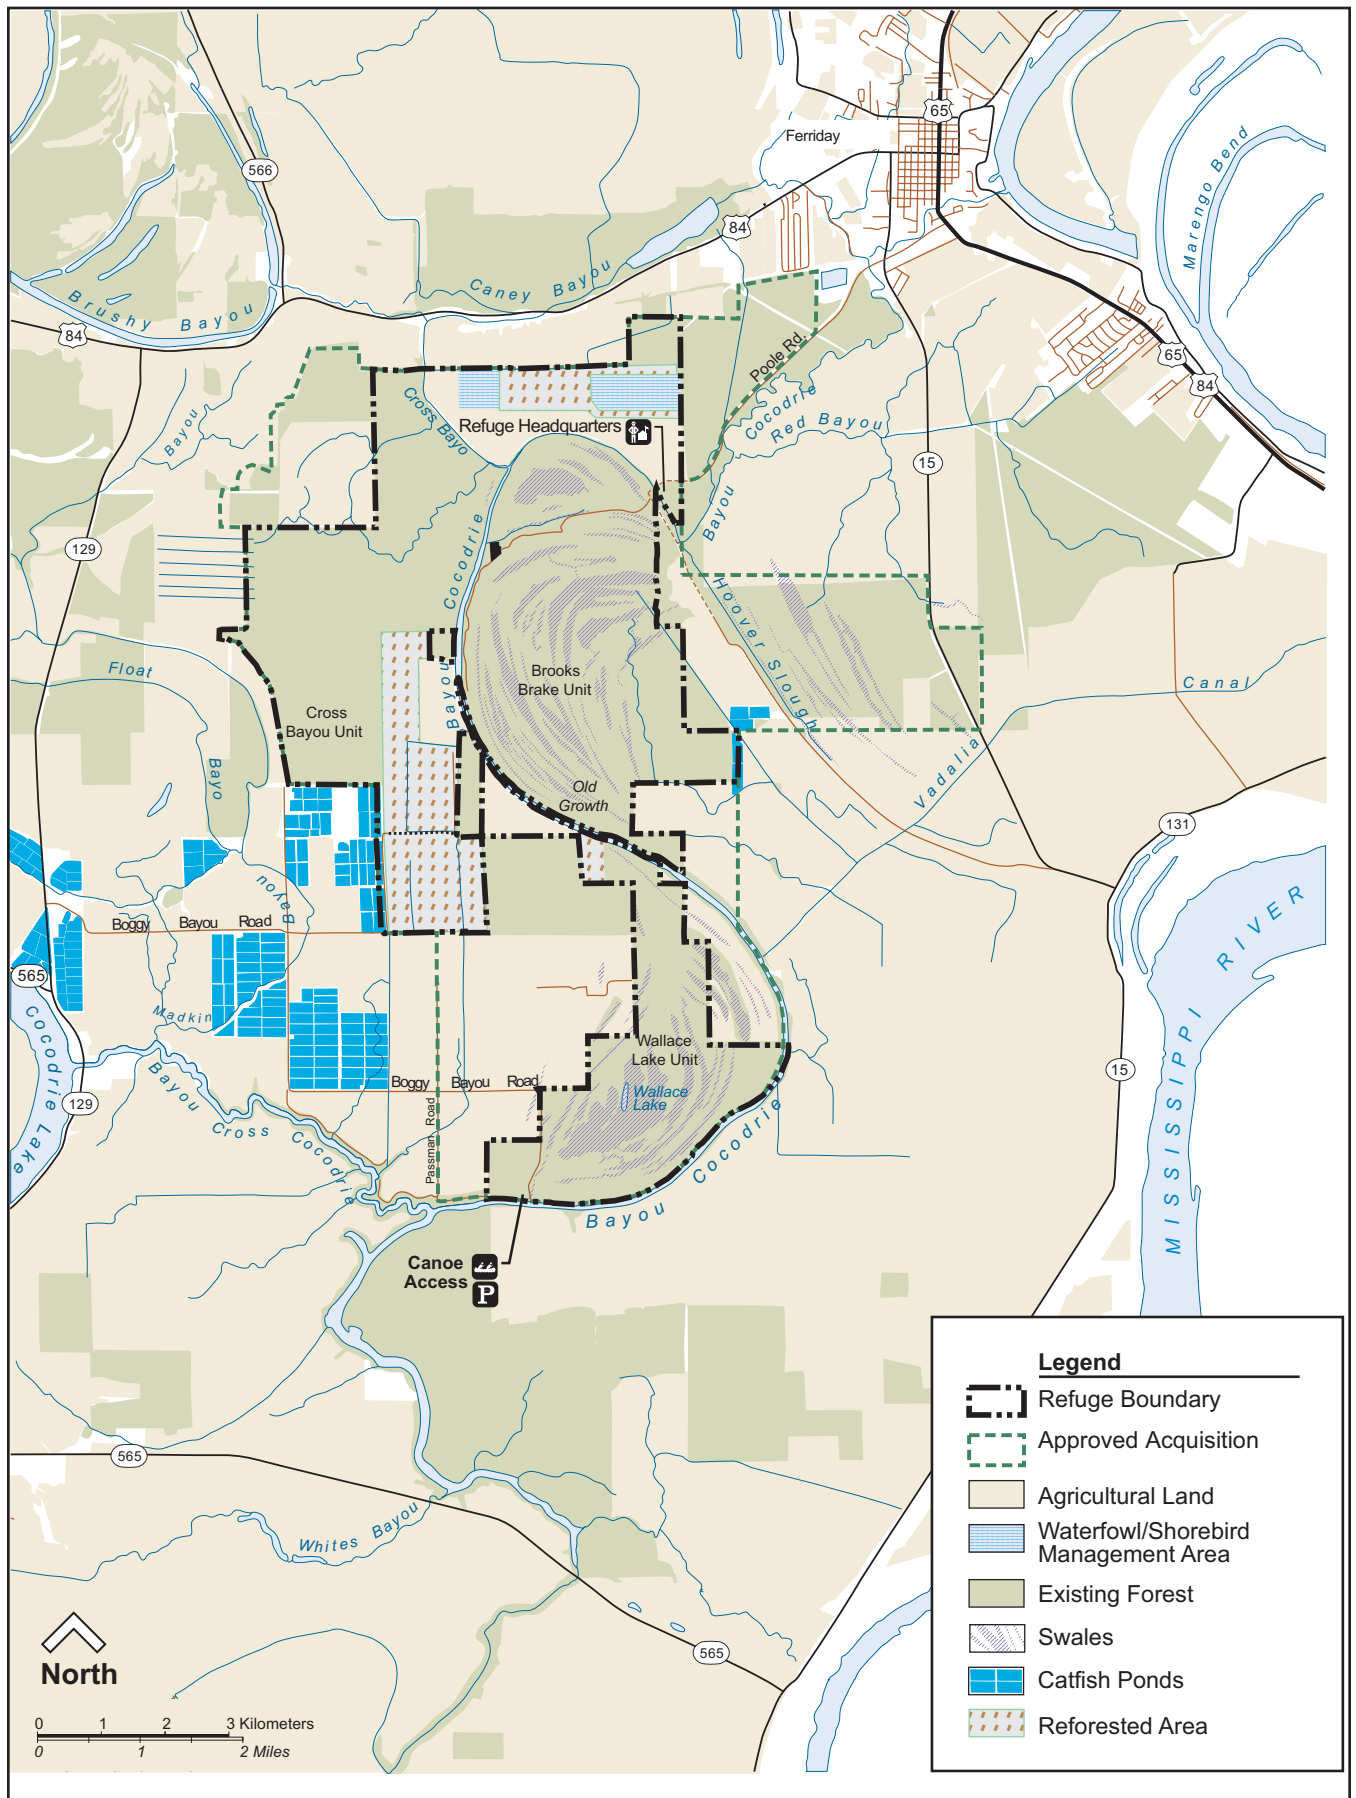 65
Ferriday
566
84
Marengo Bend
Caney Bayou
Brushy Bayou
84
65
84
Poole Rd.
Cross Bayo
Bayou
Cocodrie
Red Bayou
Refuge Headquarters
15
Bayou
129
Cocodrie
Hoover Slough
Float
Brooks
Brake Unit
Canal
Bayou
Cross
Bayou Unit
Bayo
Vadalia
Old
Growth
131
Bayou
Boggy Bayou Road
MISSISSIPPI RIVER
565
Madkin
Cocodrie Lake
Wallace
Lake Unit
15
Boggy Bayou Road
Wallace
Lake
129
Bayou
Cross Cocodrie
Passman Road
Bayou Cocodrie
Canoe
Access
P
565
Whites Bayou
565
North
0 1 2 3 Kilometers
0 1 2 Miles
Legend
Refuge Boundary
Approved Acquisition
Agricultural Land
Waterfowl/Shorebird
Management Area
Existing Forest
Swales
Catfish Ponds
Reforested Area